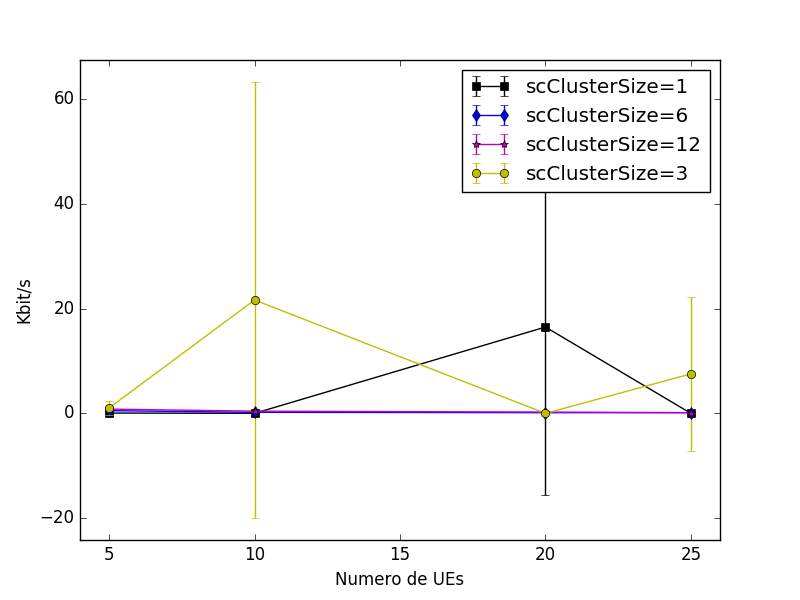 60
40
20
0
−20
5
10
15
20
25
Kbit/s
Numero de UEs
scClusterSize=1
scClusterSize=6
scClusterSize=12
scClusterSize=3